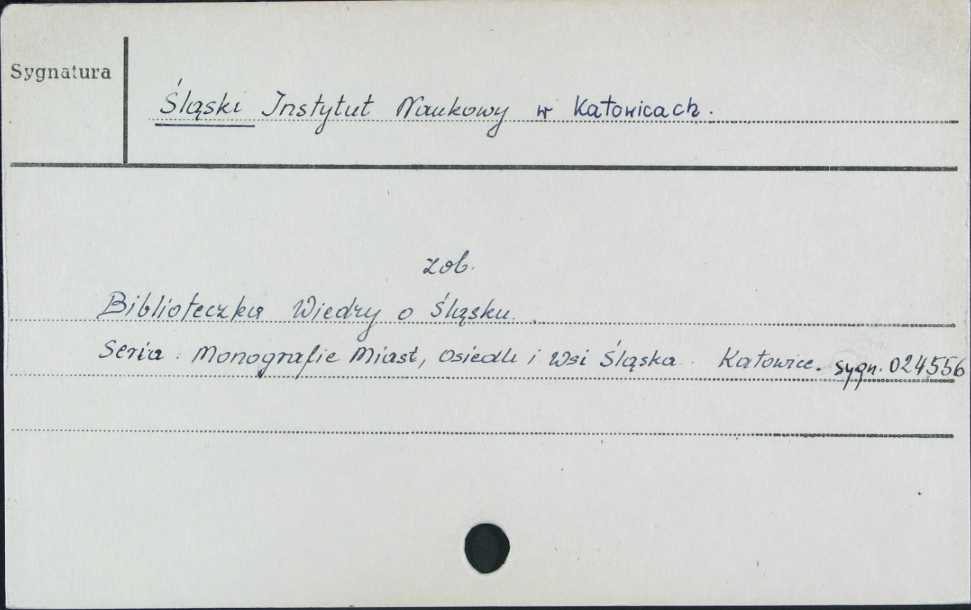 Sygnatura
Śląski Instytut Naukowy w Katowicach.
zob.
Biblioteczka Wiedzy o Śląsku.
Seria: Monografie Miast, Osiedli i Wsi Śląska. Katowice. sygn. 024556